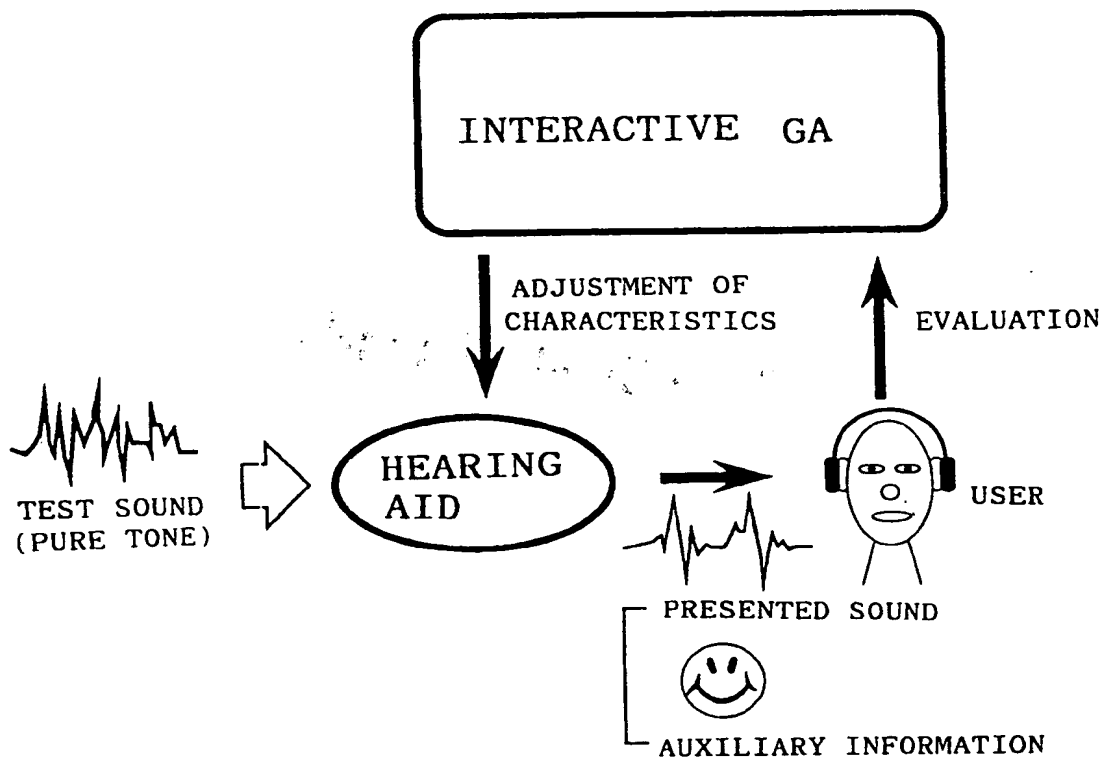 INTERACTIVE GA
ADJUSTMENT OF
CHARACTERISTICS
EVALUATION
TEST SOUND
(PURE TONE)
HEARING
AID
USER
PRESENTED SOUND
AUXILIARY INFORMATION